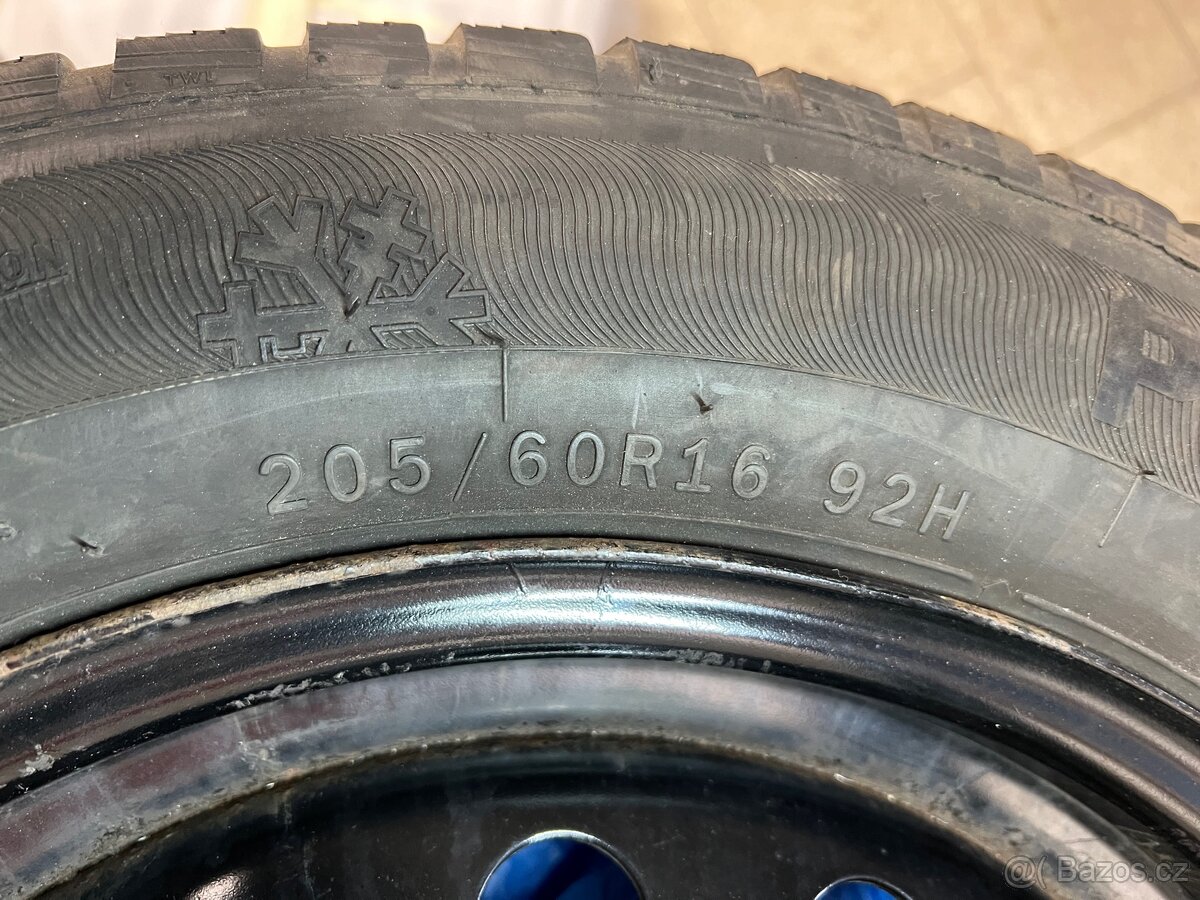 TWI
205/60R16 92H
@( Bazos.cz